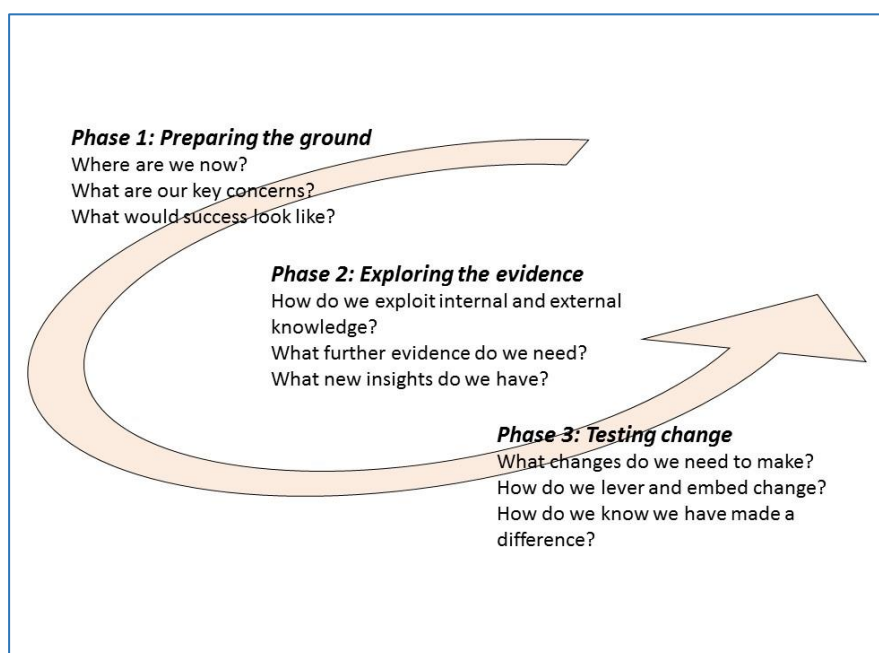 Phase 1: Preparing the ground
Where are we now?
What are our key concerns?
What would success look like?
Phase 2: Exploring the evidence
How do we exploit internal and external
knowledge?
What further evidence do we need?
What new insights do we have?
Phase 3: Testing change
What changes do we need to make?
How do we lever and embed change?
How do we know we have made a
difference?